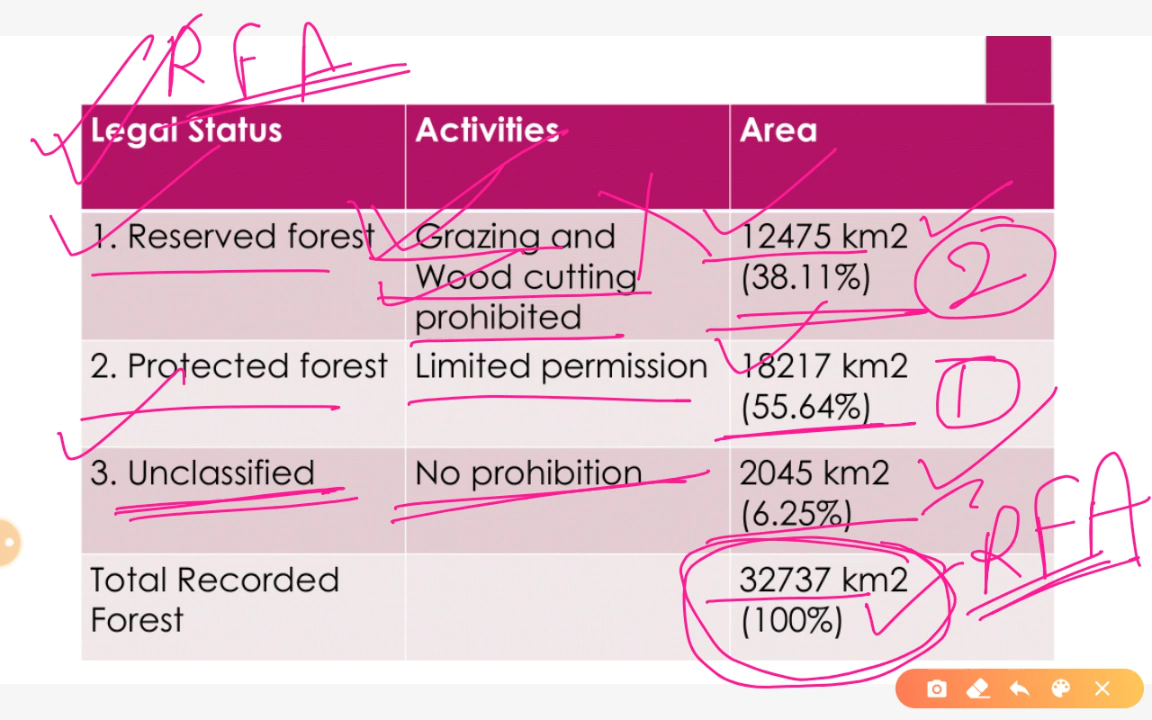 RFA
Legal Status Activities Area
1. Reserved forest Grazing and 12475 km2
Wood cutting (38.11%)
prohibited
2
2. Protected forest Limited permission 18217 km2
(55.64%)
1
3. Unclassified No prohibition 2045 km2
(6.25%)
RFA
Total Recorded 32737 km2
Forest (100%)